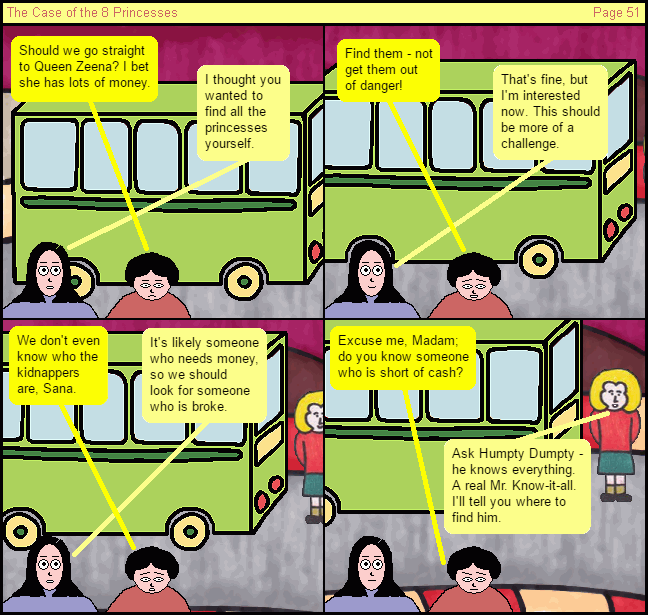 The Case of the 8 Princesses
Page 51
Should we go straight
to Queen Zeena? I bet
she has lots of money.
I thought you
wanted to
find all the
princesses
yourself.
Find them - not
get them out
of danger!
That's fine, but
I'm interested
now. This should
be more of a
challenge.
We don't even
know who the
kidnappers
are, Sana.
It's likely someone
who needs money,
so we should
look for someone
who is broke.
Excuse me, Madam;
do you know someone
who is short of cash?
Ask Humpty Dumpty -
he knows everything.
A real Mr. Know-it-all.
I'll tell you where to
find him.